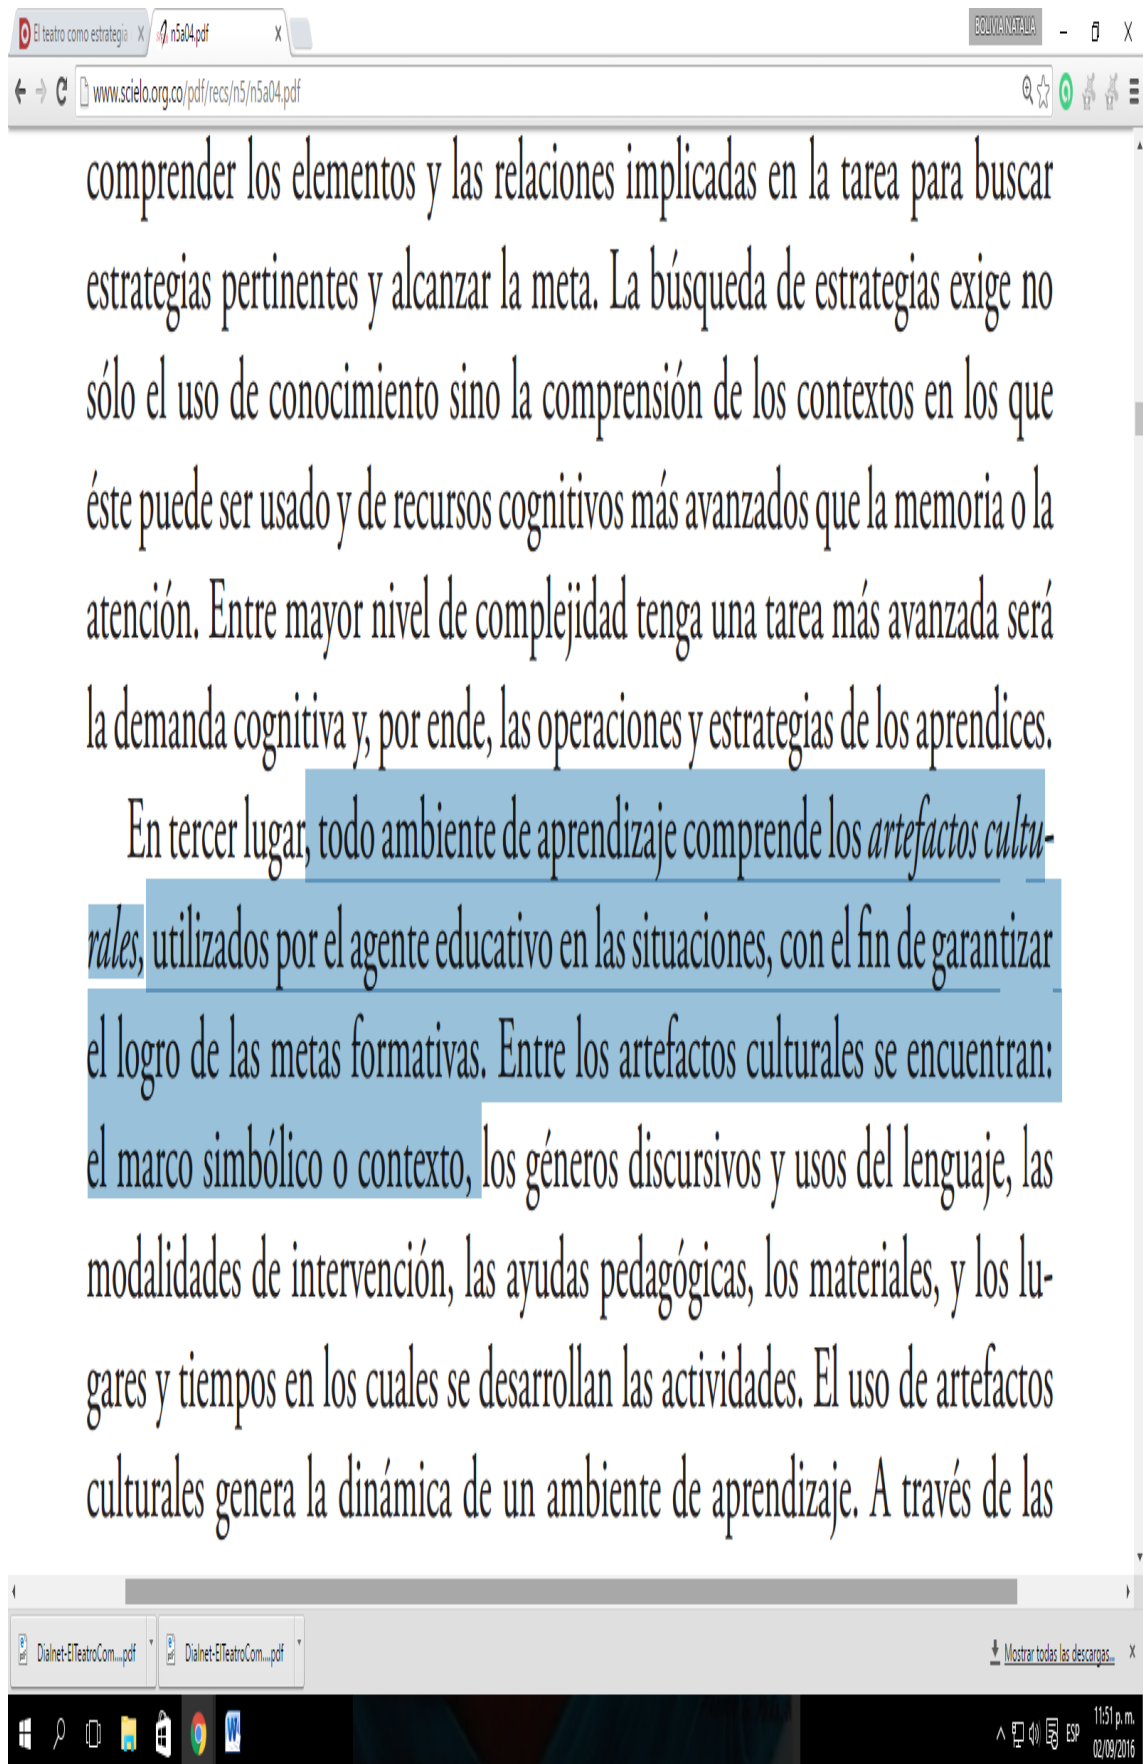 El teatro como estrategia
n5a04.pdf
BOLIVIA NATALIA
www.scielo.org.co/pdf/recs/n5/n5a04.pdf
comprender los elementos y las relaciones implicadas en la tarea para buscar
estrategias pertinentes y alcanzar la meta. La búsqueda de estrategias exige no
sólo el uso de conocimiento sino la comprensión de los contextos en los que
éste puede ser usado y de recursos cognitivos más avanzados que la memoria o la
atención. Entre mayor nivel de complejidad tenga una tarea más avanzada será
la demanda cognitiva y, por ende, las operaciones y estrategias de los aprendices.
En tercer lugar, todo ambiente de aprendizaje comprende los artefactos cultu-
rales, utilizados por el agente educativo en las situaciones, con el fin de garantizar
el logro de las metas formativas. Entre los artefactos culturales se encuentran:
el marco simbólico o contexto, los géneros discursivos y usos del lenguaje, las
modalidades de intervención, las ayudas pedagógicas, los materiales, y los lu-
gares y tiempos en los cuales se desarrollan las actividades. El uso de artefactos
culturales genera la dinámica de un ambiente de aprendizaje. A través de las
Dialnet-ElTeatroCom....pdf
Dialnet-ElTeatroCom....pdf
Mostrar todas las descargas...
ESP
11:51 p. m.
02/09/2016